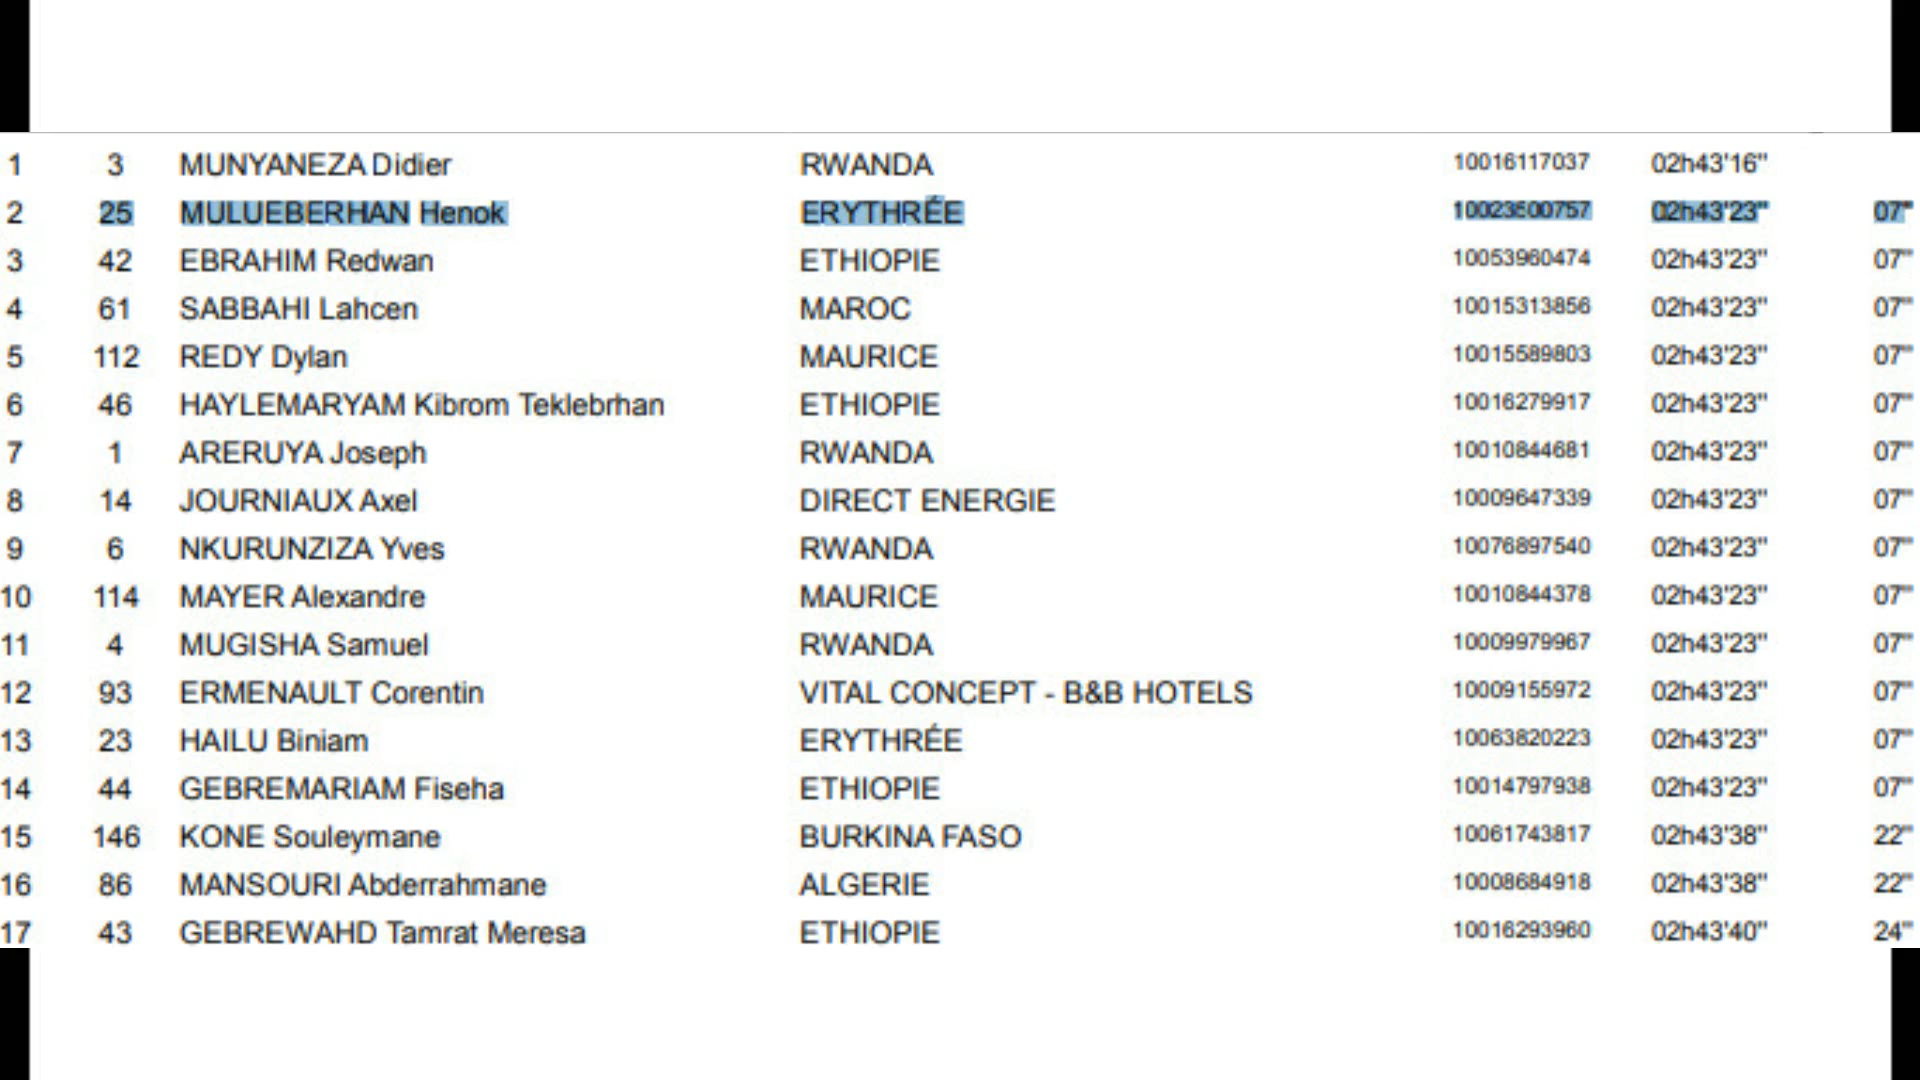 1 3 MUNYANEZA Didier RWANDA 10016117037 02h43'16"
2 25 MULUEBERHAN Henok ERYTHRÉE 10023500757 02h43'23" 07"
3 42 EBRAHIM Redwan ETHIOPIE 10053960474 02h43'23" 07"
4 61 SABBAHI Lahcen MAROC 10015313856 02h43'23" 07"
5 112 REDY Dylan MAURICE 10015589803 02h43'23" 07"
6 46 HAYLEMARYAM Kibrom Teklebrhan ETHIOPIE 10016279917 02h43'23" 07"
7 1 ARERUYA Joseph RWANDA 10010844681 02h43'23" 07"
8 14 JOURNIAUX Axel DIRECT ENERGIE 10009647339 02h43'23" 07"
9 6 NKURUNZIZA Yves RWANDA 10076897540 02h43'23" 07"
10 114 MAYER Alexandre MAURICE 10010844378 02h43'23" 07"
11 4 MUGISHA Samuel RWANDA 10009979967 02h43'23" 07"
12 93 ERMENAULT Corentin VITAL CONCEPT - B&B HOTELS 10009155972 02h43'23" 07"
13 23 HAILU Biniam ERYTHRÉE 10063820223 02h43'23" 07"
14 44 GEBREMARIAM Fiseha ETHIOPIE 10014797938 02h43'23" 07"
15 146 KONE Souleymane BURKINA FASO 10061743817 02h43'38" 22"
16 86 MANSOURI Abderrahmane ALGERIE 10008684918 02h43'38" 22"
17 43 GEBREWAHD Tamrat Meresa ETHIOPIE 10016293960 02h43'40" 24"